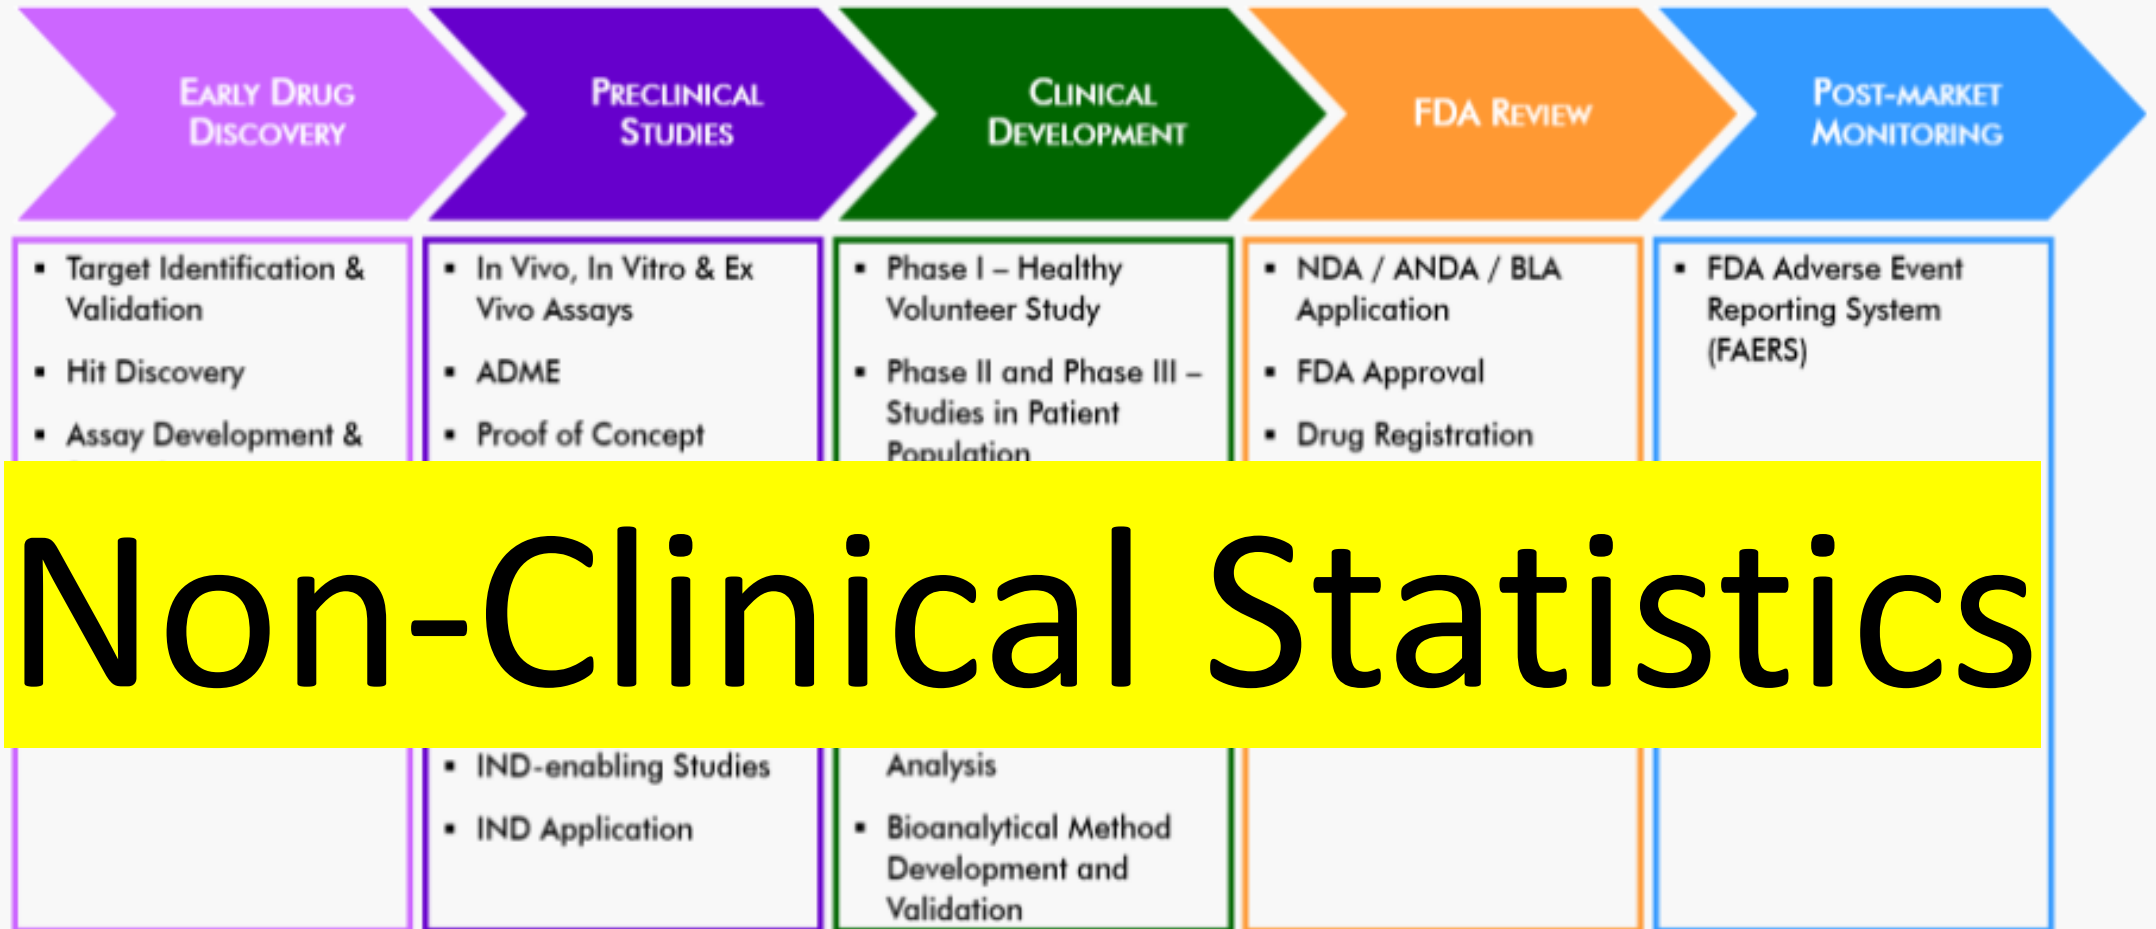 EARLY DRUG
DISCOVERY
PRECLINICAL
STUDIES
CLINICAL
DEVELOPMENT
FDA REVIEW
POST-MARKET
MONITORING
▪ Target Identification &
Validation
▪ Hit Discovery
▪ Assay Development &
▪ In Vivo, In Vitro & Ex
Vivo Assays
▪ ADME
▪ Proof of Concept
▪ Phase I – Healthy
Volunteer Study
▪ Phase II and Phase III –
Studies in Patient
Population
▪ NDA / ANDA / BLA
Application
▪ FDA Approval
▪ Drug Registration
▪ FDA Adverse Event
Reporting System
(FAERS)
Non-Clinical Statistics
▪ IND-enabling Studies
▪ IND Application
Analysis
▪ Bioanalytical Method
Development and
Validation